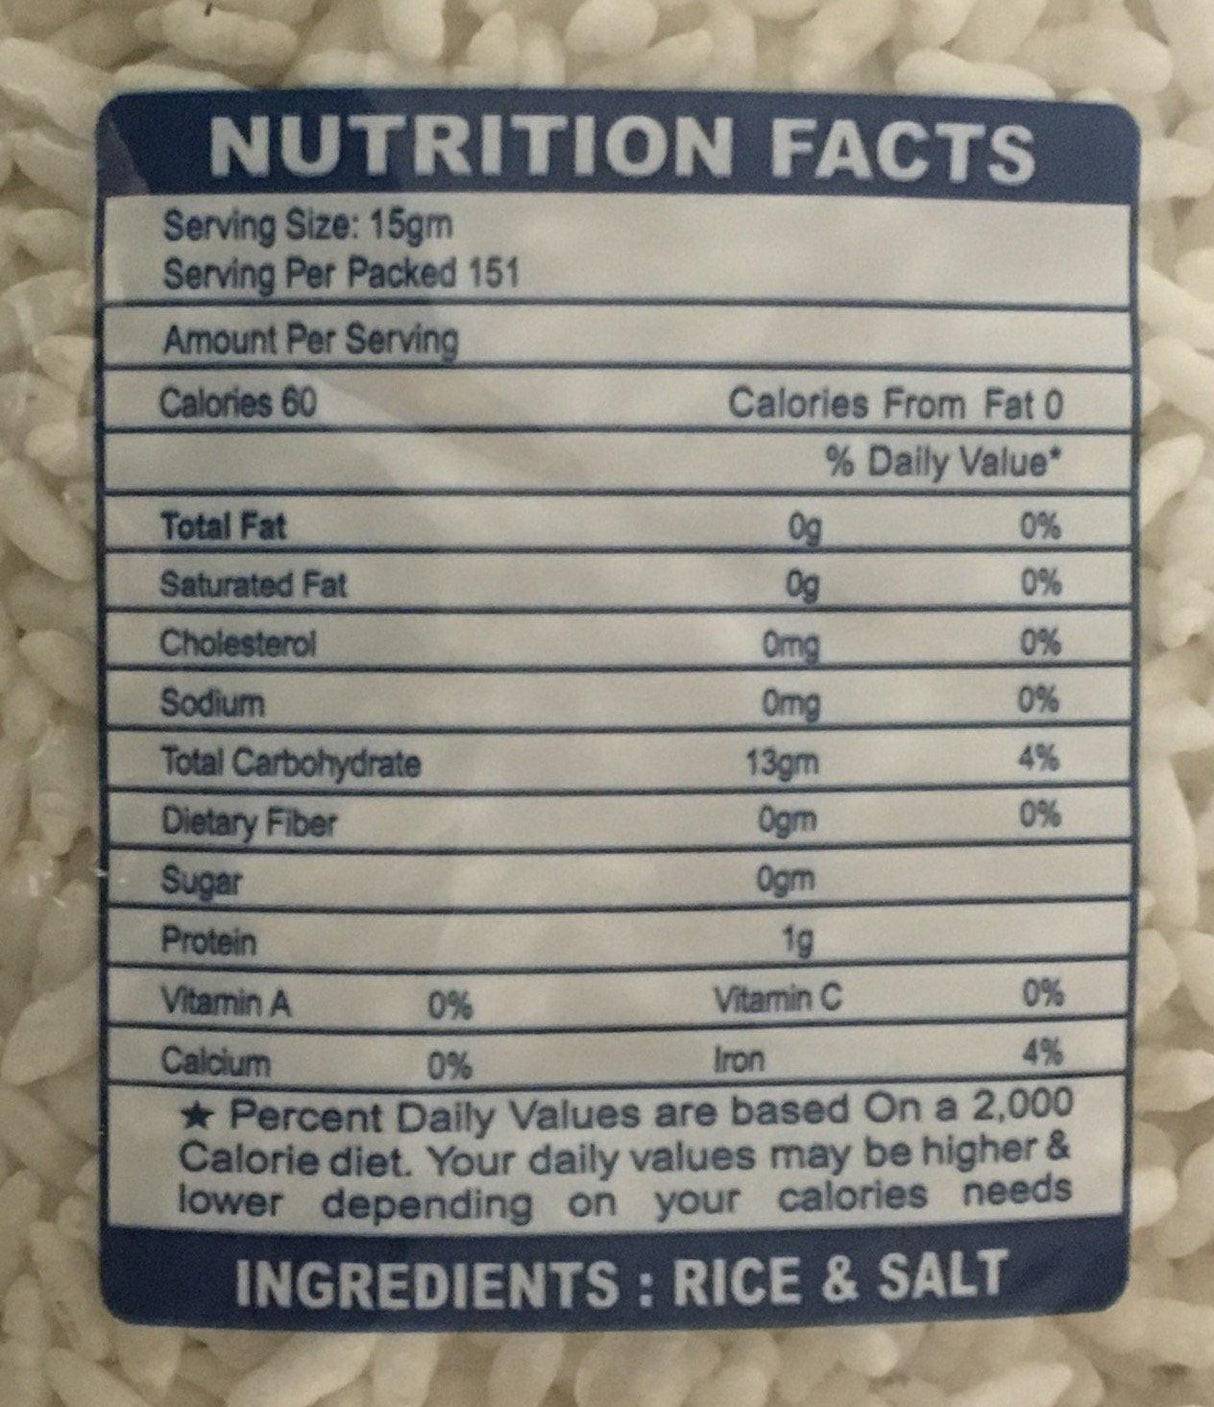 NUTRITION FACTS
Serving Size: 15gm
Serving Per Packed 151
Amount Per Serving
Calories 60 Calories From Fat 0
% Daily Value*
Total Fat 0g 0%
Saturated Fat 0g 0%
Cholesterol 0mg 0%
Sodium 0mg 0%
Total Carbohydrate 13gm 4%
Dietary Fiber 0gm 0%
Sugar 0gm
Protein 1g
Vitamin A 0% Vitamin C 0%
Calcium 0% Iron 4%
★ Percent Daily Values are based On a 2,000
Calorie diet. Your daily values may be higher &
lower depending on your calories needs
INGREDIENTS : RICE & SALT